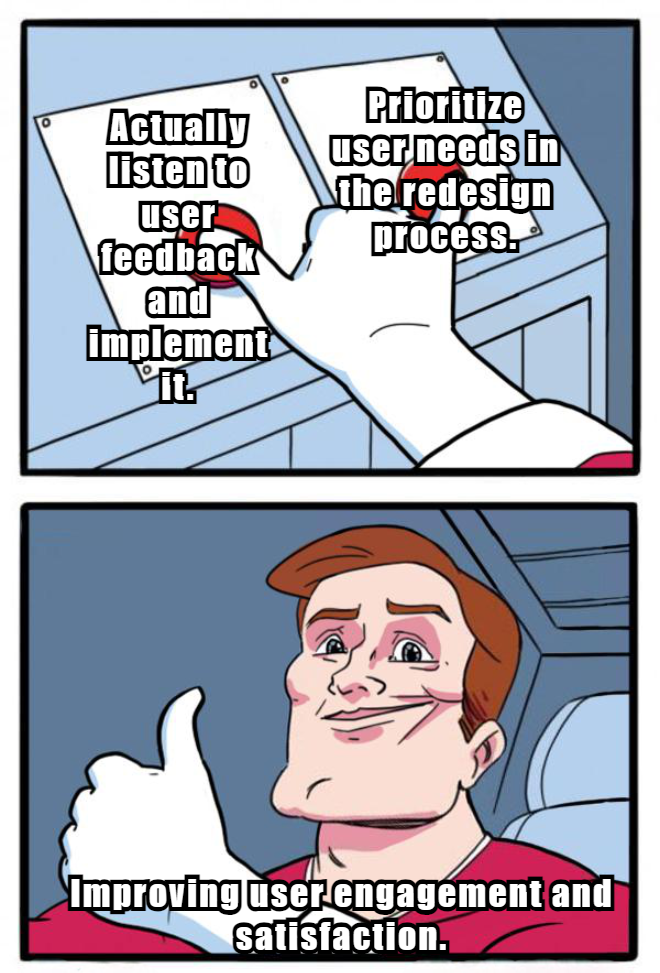 Actually
listen to
user
feedback
and
implement
it.
Prioritize
user needs in
the redesign
process.
Improving user engagement and
satisfaction.